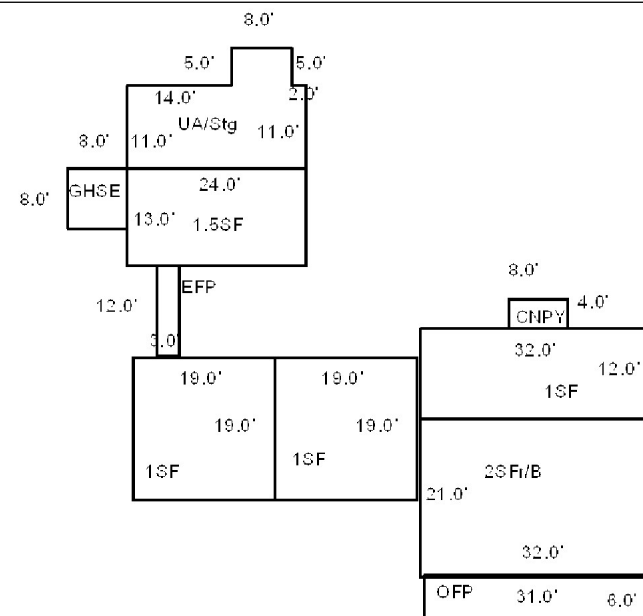 8.0'
5.0' 5.0'
14.0' 2.0'
UA/Stg
8.0' 11.0' 11.0'
GHSE 24.0'
8.0'
13.0' 1.5SF
EFP
8.0'
12.0' 4.0'
CNPY
3.0' 32.0'
12.0'
19.0' 19.0'
1SF
19.0' 19.0'
1SF 1SF 2SFr/B
21.0'
32.0'
OFP 31.0' 6.0'